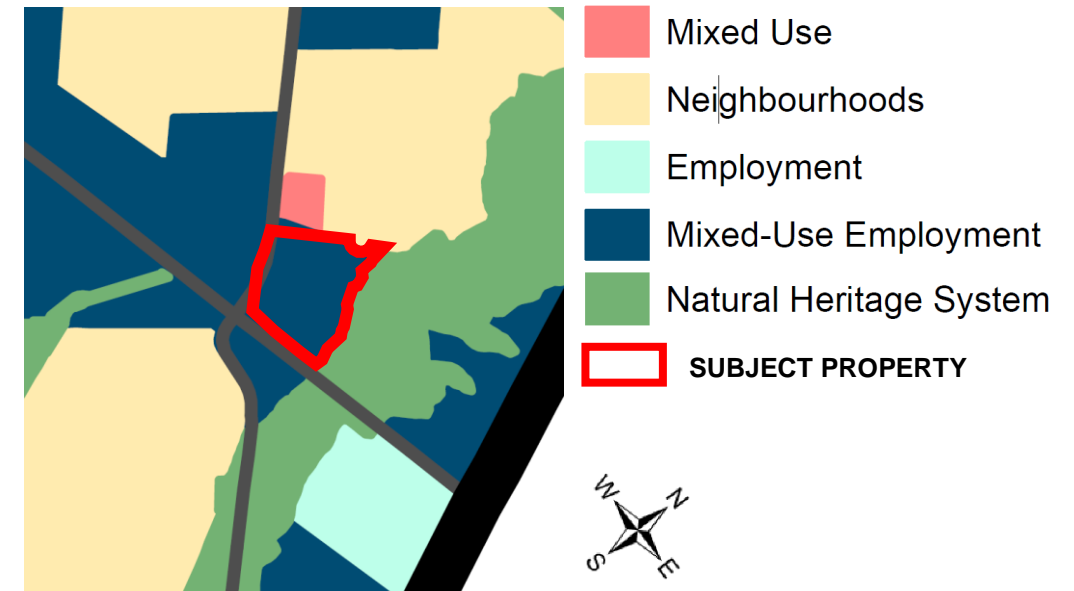 Mixed Use
Neighbourhoods
Employment
Mixed-Use Employment
Natural Heritage System
SUBJECT PROPERTY
W
N
S
E